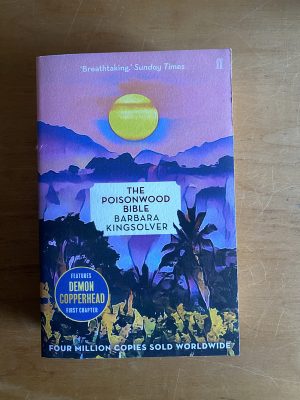 'Breathtaking.' Sunday Times
ff
THE
POISONWOOD
BIBLE
BARBARA
KINGSOLVER
FEATURES
DEMON
COPPERHEAD
FIRST CHAPTER
FOUR MILLION COPIES SOLD WORLDWIDE